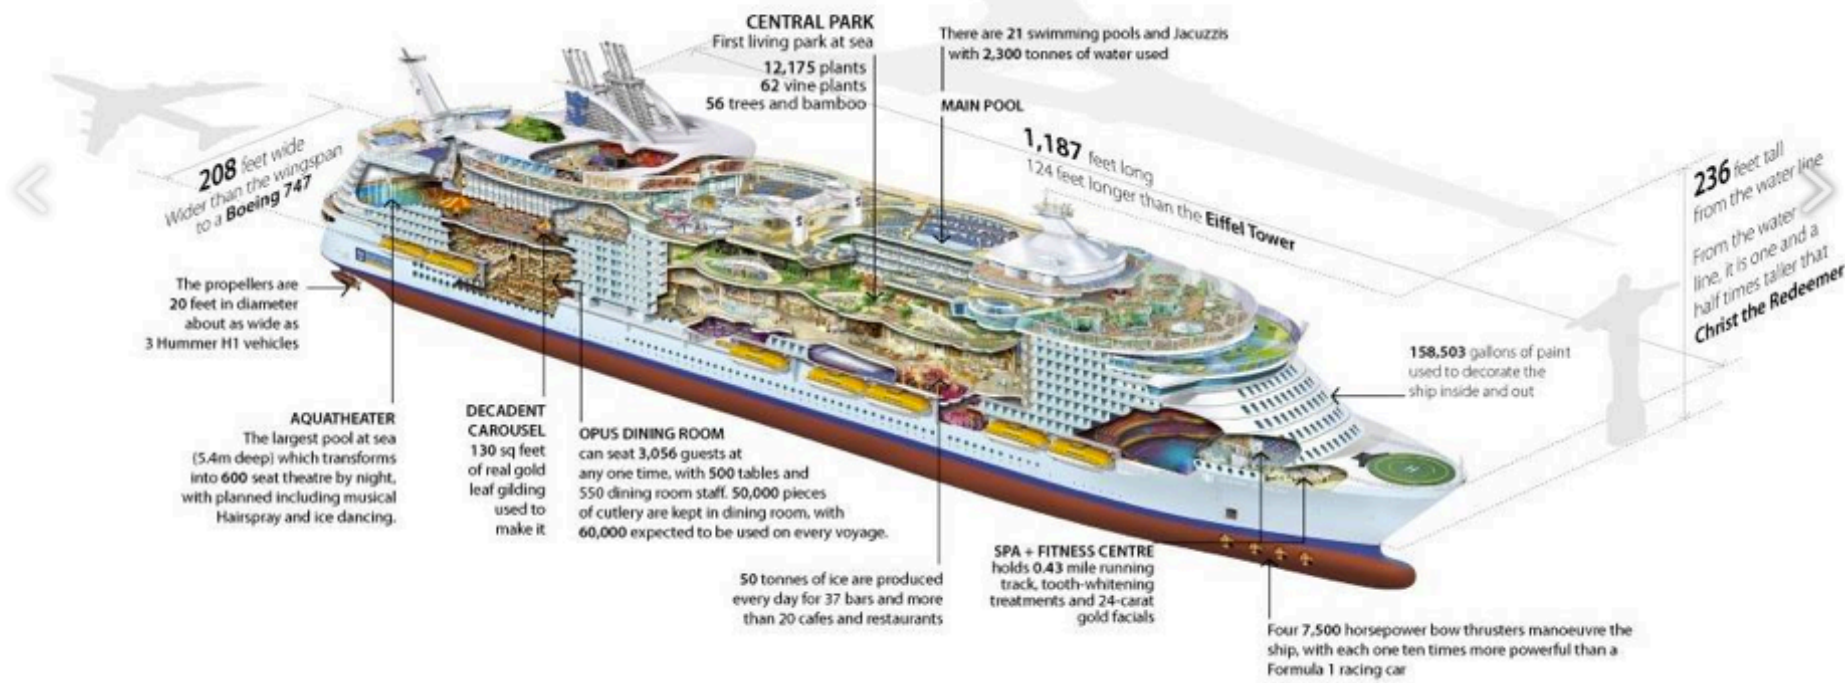 CENTRAL PARK
First living park at sea
12,175 plants
62 vine plants
56 trees and bamboo
There are 21 swimming pools and Jacuzzis
with 2,300 tonnes of water used
MAIN POOL
208 feet wide
Wider than the wingspan
to a Boeing 747
1,187 feet long
124 feet longer than the Eiffel Tower
236 feet tall
from the water line
From the water
line, it is one and a
half times taller that
Christ the Redeemer
The propellers are
20 feet in diameter
about as wide as
3 Hummer H1 vehicles
158,503 gallons of paint
used to decorate the
ship inside and out
AQUATHEATER
The largest pool at sea
(5.4m deep) which transforms
into 600 seat theatre by night,
with planned including musical
Hairspray and ice dancing.
DECADENT
CAROUSEL
130 sq feet
of real gold
leaf gilding
used to
make it
OPUS DINING ROOM
can seat 3,056 guests at
any one time, with 500 tables and
550 dining room staff. 50,000 pieces
of cutlery are kept in dining room, with
60,000 expected to be used on every voyage.
50 tonnes of ice are produced
every day for 37 bars and more
than 20 cafes and restaurants
SPA + FITNESS CENTRE
holds 0.43 mile running
track, tooth-whitening
treatments and 24-carat
gold facials
Four 7,500 horsepower bow thrusters manoeuvre the
ship, with each one ten times more powerful than a
Formula 1 racing car
H